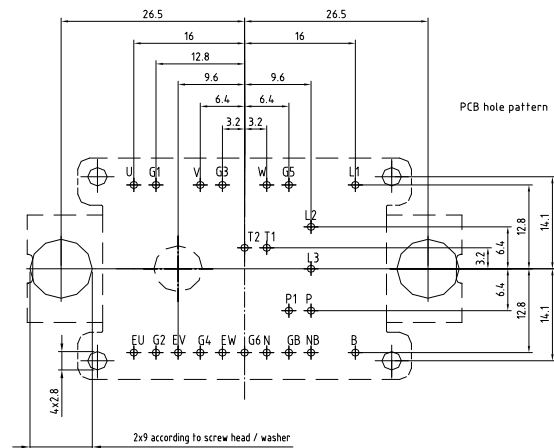 26.5 26.5
16 16
12.8
9.6 9.6
6.4 6.4
3.2 3.2
PCB hole pattern
U G1 V G3 W G5 L1
L2
T2 T1
L3
P1 P
EU G2 EV G4 EW G6 N GB NB B
3.2
6.4
12.8
14.1
6.4
12.8
14.1
4x2.8
2x9 according to screw head / washer